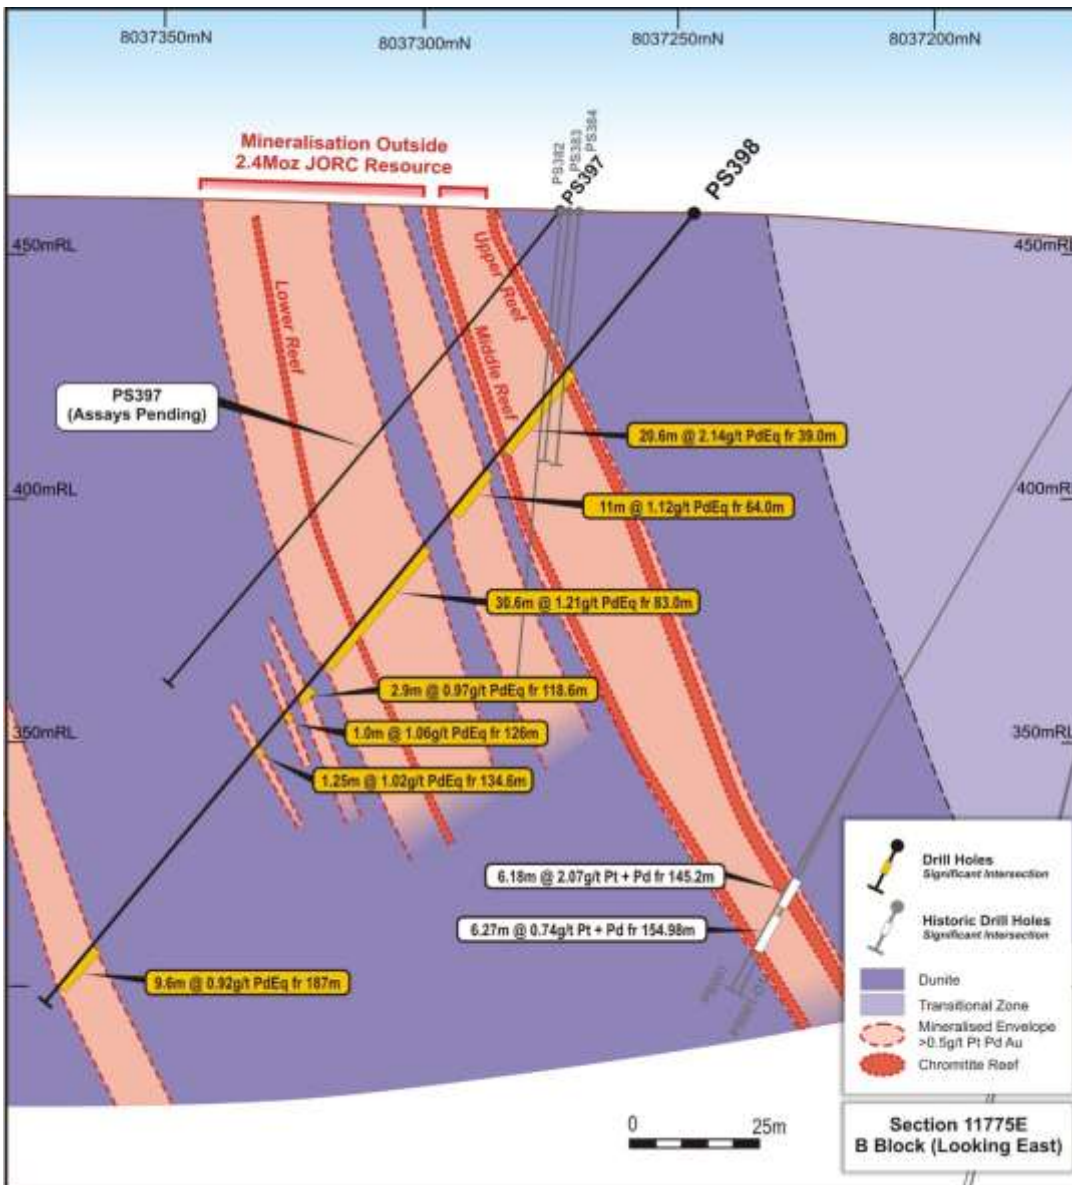 8037350mN
8037300mN
8037250mN
8037200mN
Mineralisation Outside
2.4Moz JORC Resource
PS382
PS383
PS384
PS397
PS398
450mRL
450mRL
Upper Reef
Lower Reef
Middle Reef
PS397
(Assays Pending)
20.6m @ 2.14g/t PdEq fr 39.0m
400mRL
400mRL
11m @ 1.12g/t PdEq fr 64.0m
30.6m @ 1.21g/t PdEq fr 83.0m
2.9m @ 0.97g/t PdEq fr 118.6m
1.0m @ 1.06g/t PdEq fr 126m
350mRL
350mRL
1.25m @ 1.02g/t PdEq fr 134.6m
6.18m @ 2.07g/t Pt + Pd fr 145.2m
6.27m @ 0.74g/t Pt + Pd fr 154.98m
9.6m @ 0.92g/t PdEq fr 187m
Drill Holes
Significant Intersection
Historic Drill Holes
Significant Intersection
Dunite
Transitional Zone
Mineralised Envelope
>0.5g/t Pt Pd Au
Chromitite Reef
0
25m
Section 11775E
B Block (Looking East)